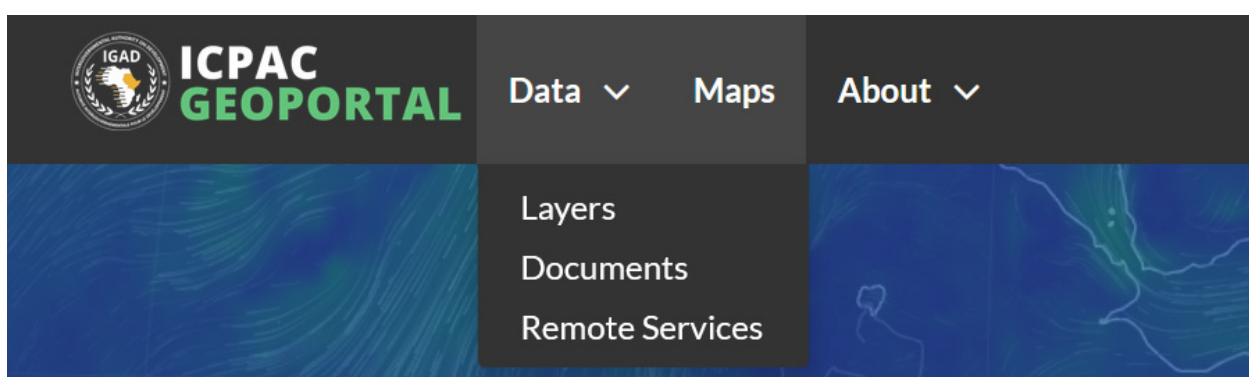 IGAD
ICPAC
GEOPORTAL
Data
Maps
About
Layers
Documents
Remote Services